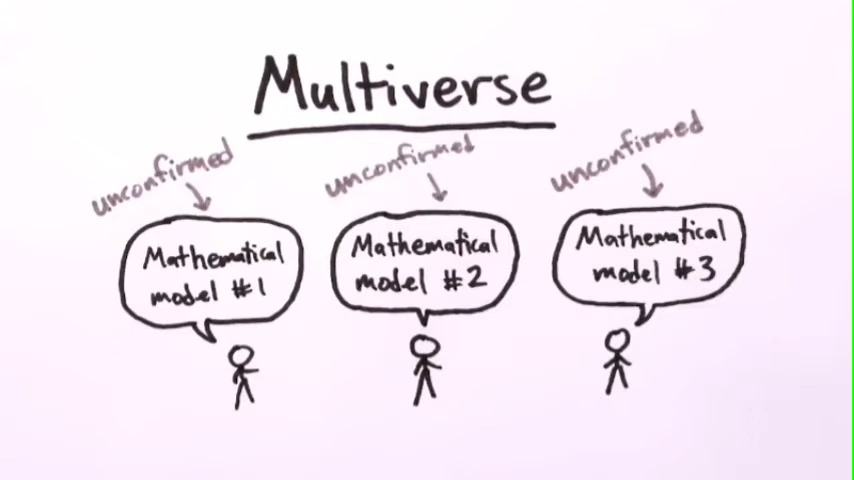 Multiverse
unconfirmed
unconfirmed
unconfirmed
Mathematical
model #1
Mathematical
model #2
Mathematical
model #3